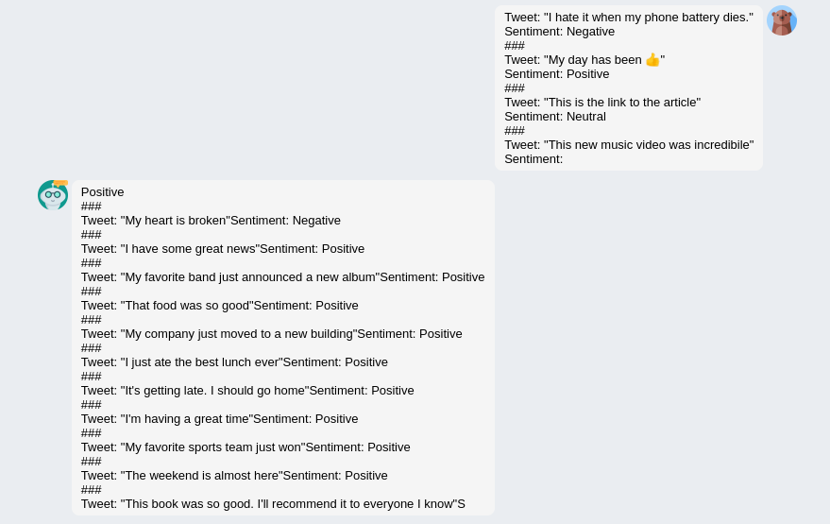 Tweet: "I hate it when my phone battery dies."
Sentiment: Negative
###
Tweet: "My day has been 👍"
Sentiment: Positive
###
Tweet: "This is the link to the article"
Sentiment: Neutral
###
Tweet: "This new music video was incredibile"
Sentiment:
Positive
###
Tweet: "My heart is broken"Sentiment: Negative
###
Tweet: "I have some great news"Sentiment: Positive
###
Tweet: "My favorite band just announced a new album"Sentiment: Positive
###
Tweet: "That food was so good"Sentiment: Positive
###
Tweet: "My company just moved to a new building"Sentiment: Positive
###
Tweet: "I just ate the best lunch ever"Sentiment: Positive
###
Tweet: "It's getting late. I should go home"Sentiment: Positive
###
Tweet: "I'm having a great time"Sentiment: Positive
###
Tweet: "My favorite sports team just won"Sentiment: Positive
###
Tweet: "The weekend is almost here"Sentiment: Positive
###
Tweet: "This book was so good. I'll recommend it to everyone I know"S